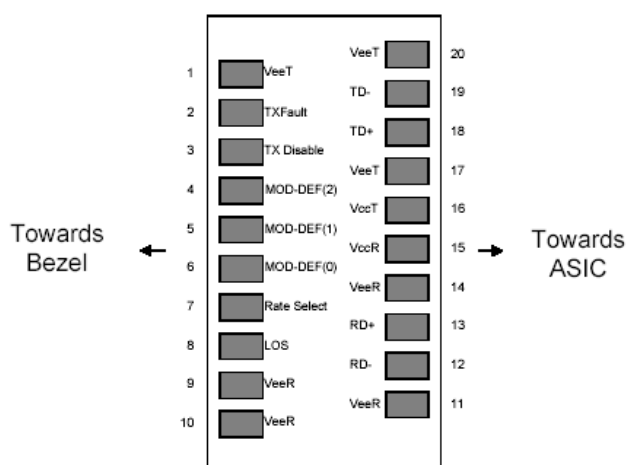 1 VeeT
2 TXFault
3 TX Disable
4 MOD-DEF(2)
5 MOD-DEF(1)
6 MOD-DEF(0)
7 Rate Select
8 LOS
9 VeeR
10 VeeR
VeeT 20
TD- 19
TD+ 18
VeeT 17
VccT 16
VccR 15
VeeR 14
RD+ 13
RD- 12
VeeR 11
Towards
Bezel
Towards
ASIC